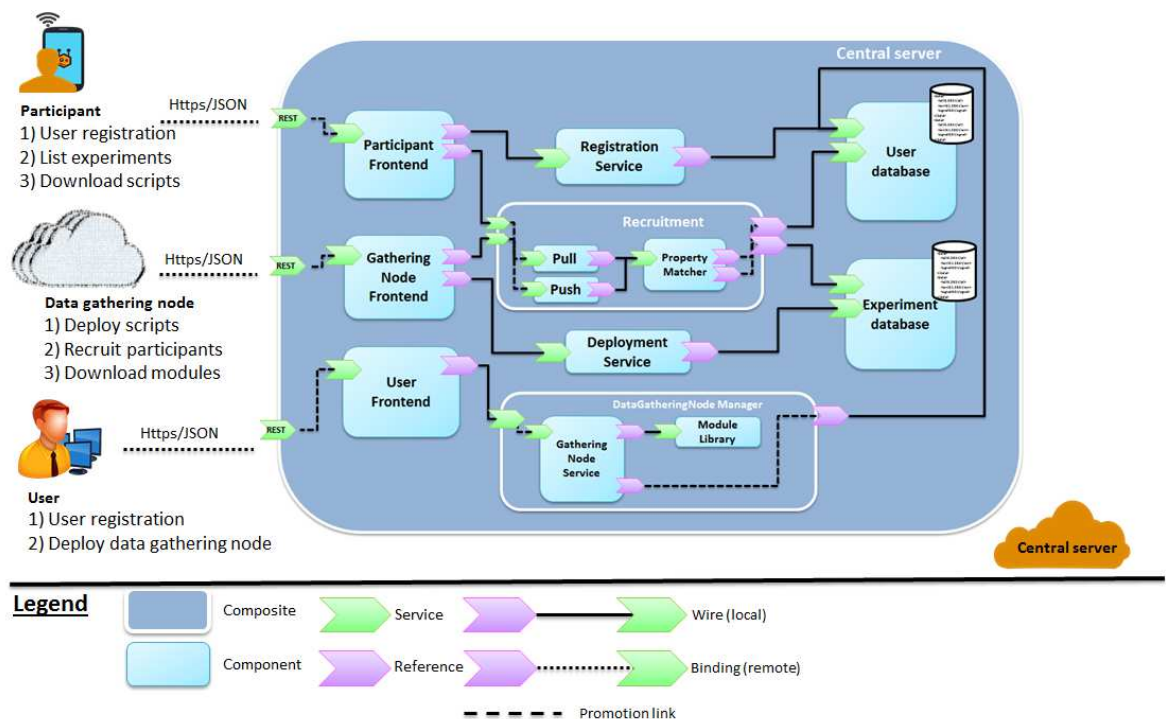 Central server
Https/JSON
REST
Participant
1) User registration
2) List experiments
3) Download scripts
Participant
Frontend
Registration
Service
User
database
Recruitment
Https/JSON
REST
Gathering
Node
Frontend
Pull
Push
Property
Matcher
Experiment
database
Data gathering node
1) Deploy scripts
2) Recruit participants
3) Download modules
Deployment
Service
User
Frontend
DataGatheringNode Manager
Https/JSON
REST
Gathering
Node
Service
Module
Library
User
1) User registration
2) Deploy data gathering node
Central server
Legend
Composite
Service
Wire (local)
Component
Reference
Binding (remote)
Promotion link